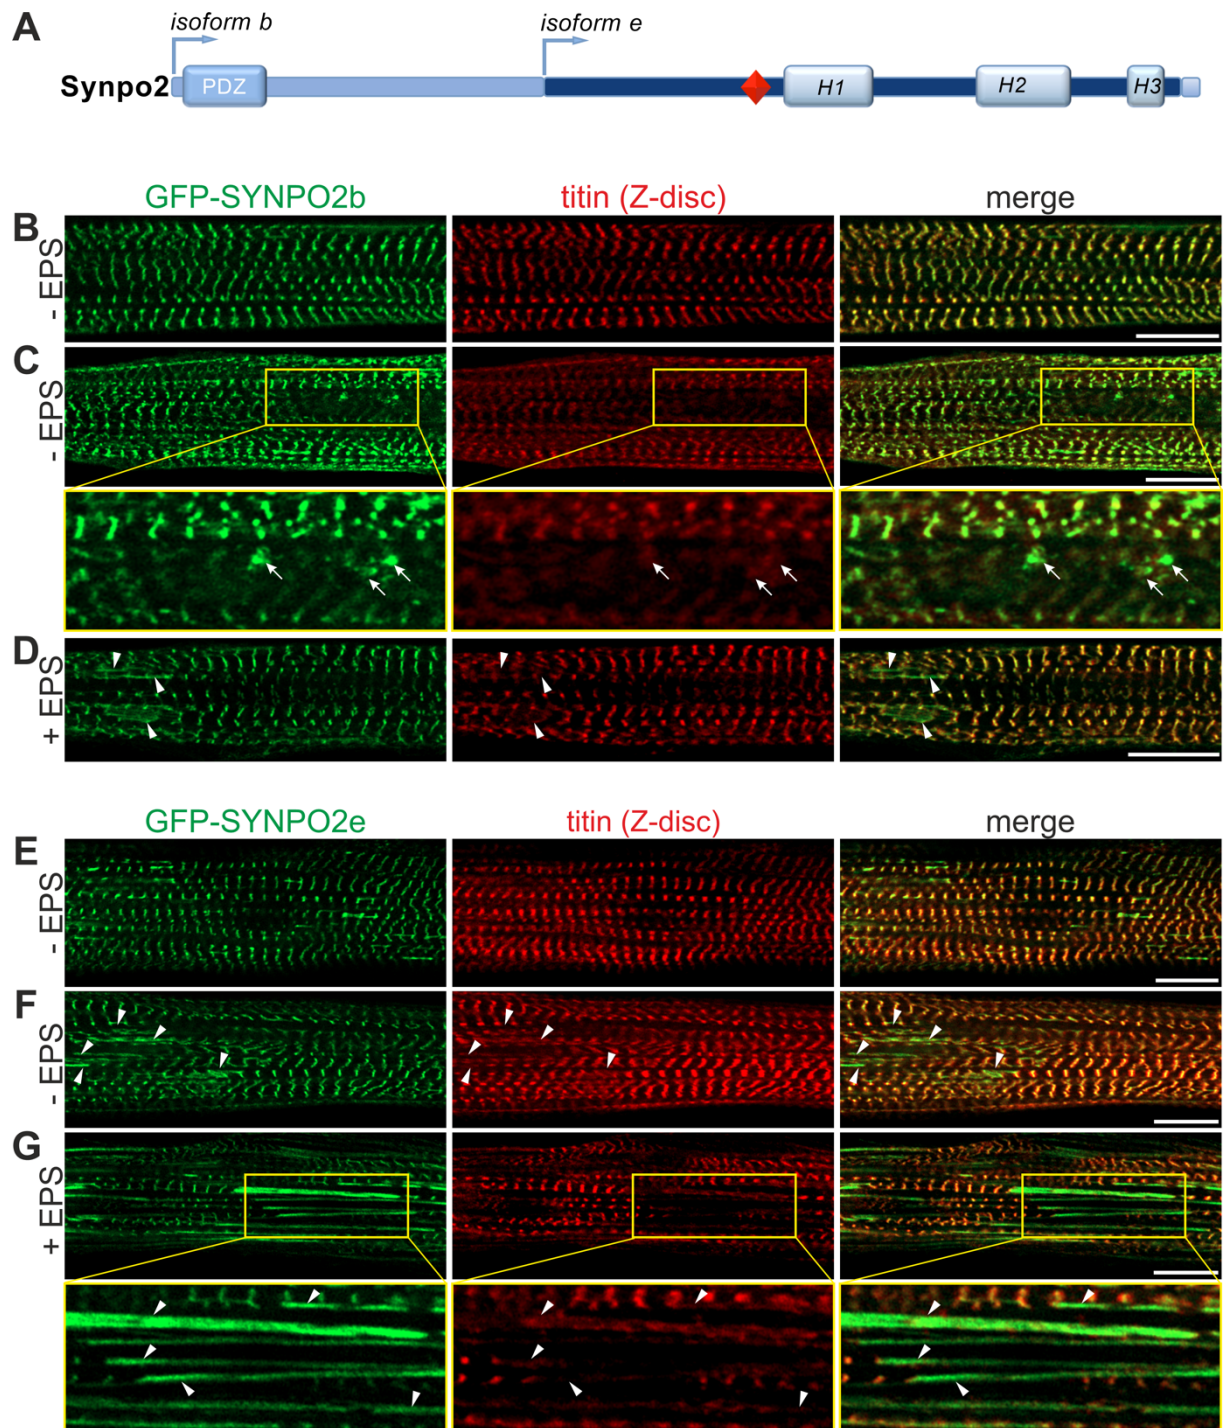 A
isoform b
isoform e
Synpo2
PDZ
H1
H2
H3
GFP-SYNPO2b
titin (Z-disc)
merge
B
- EPS
C
- EPS
D
+ EPS
GFP-SYNPO2e
titin (Z-disc)
merge
E
- EPS
F
- EPS
G
+ EPS